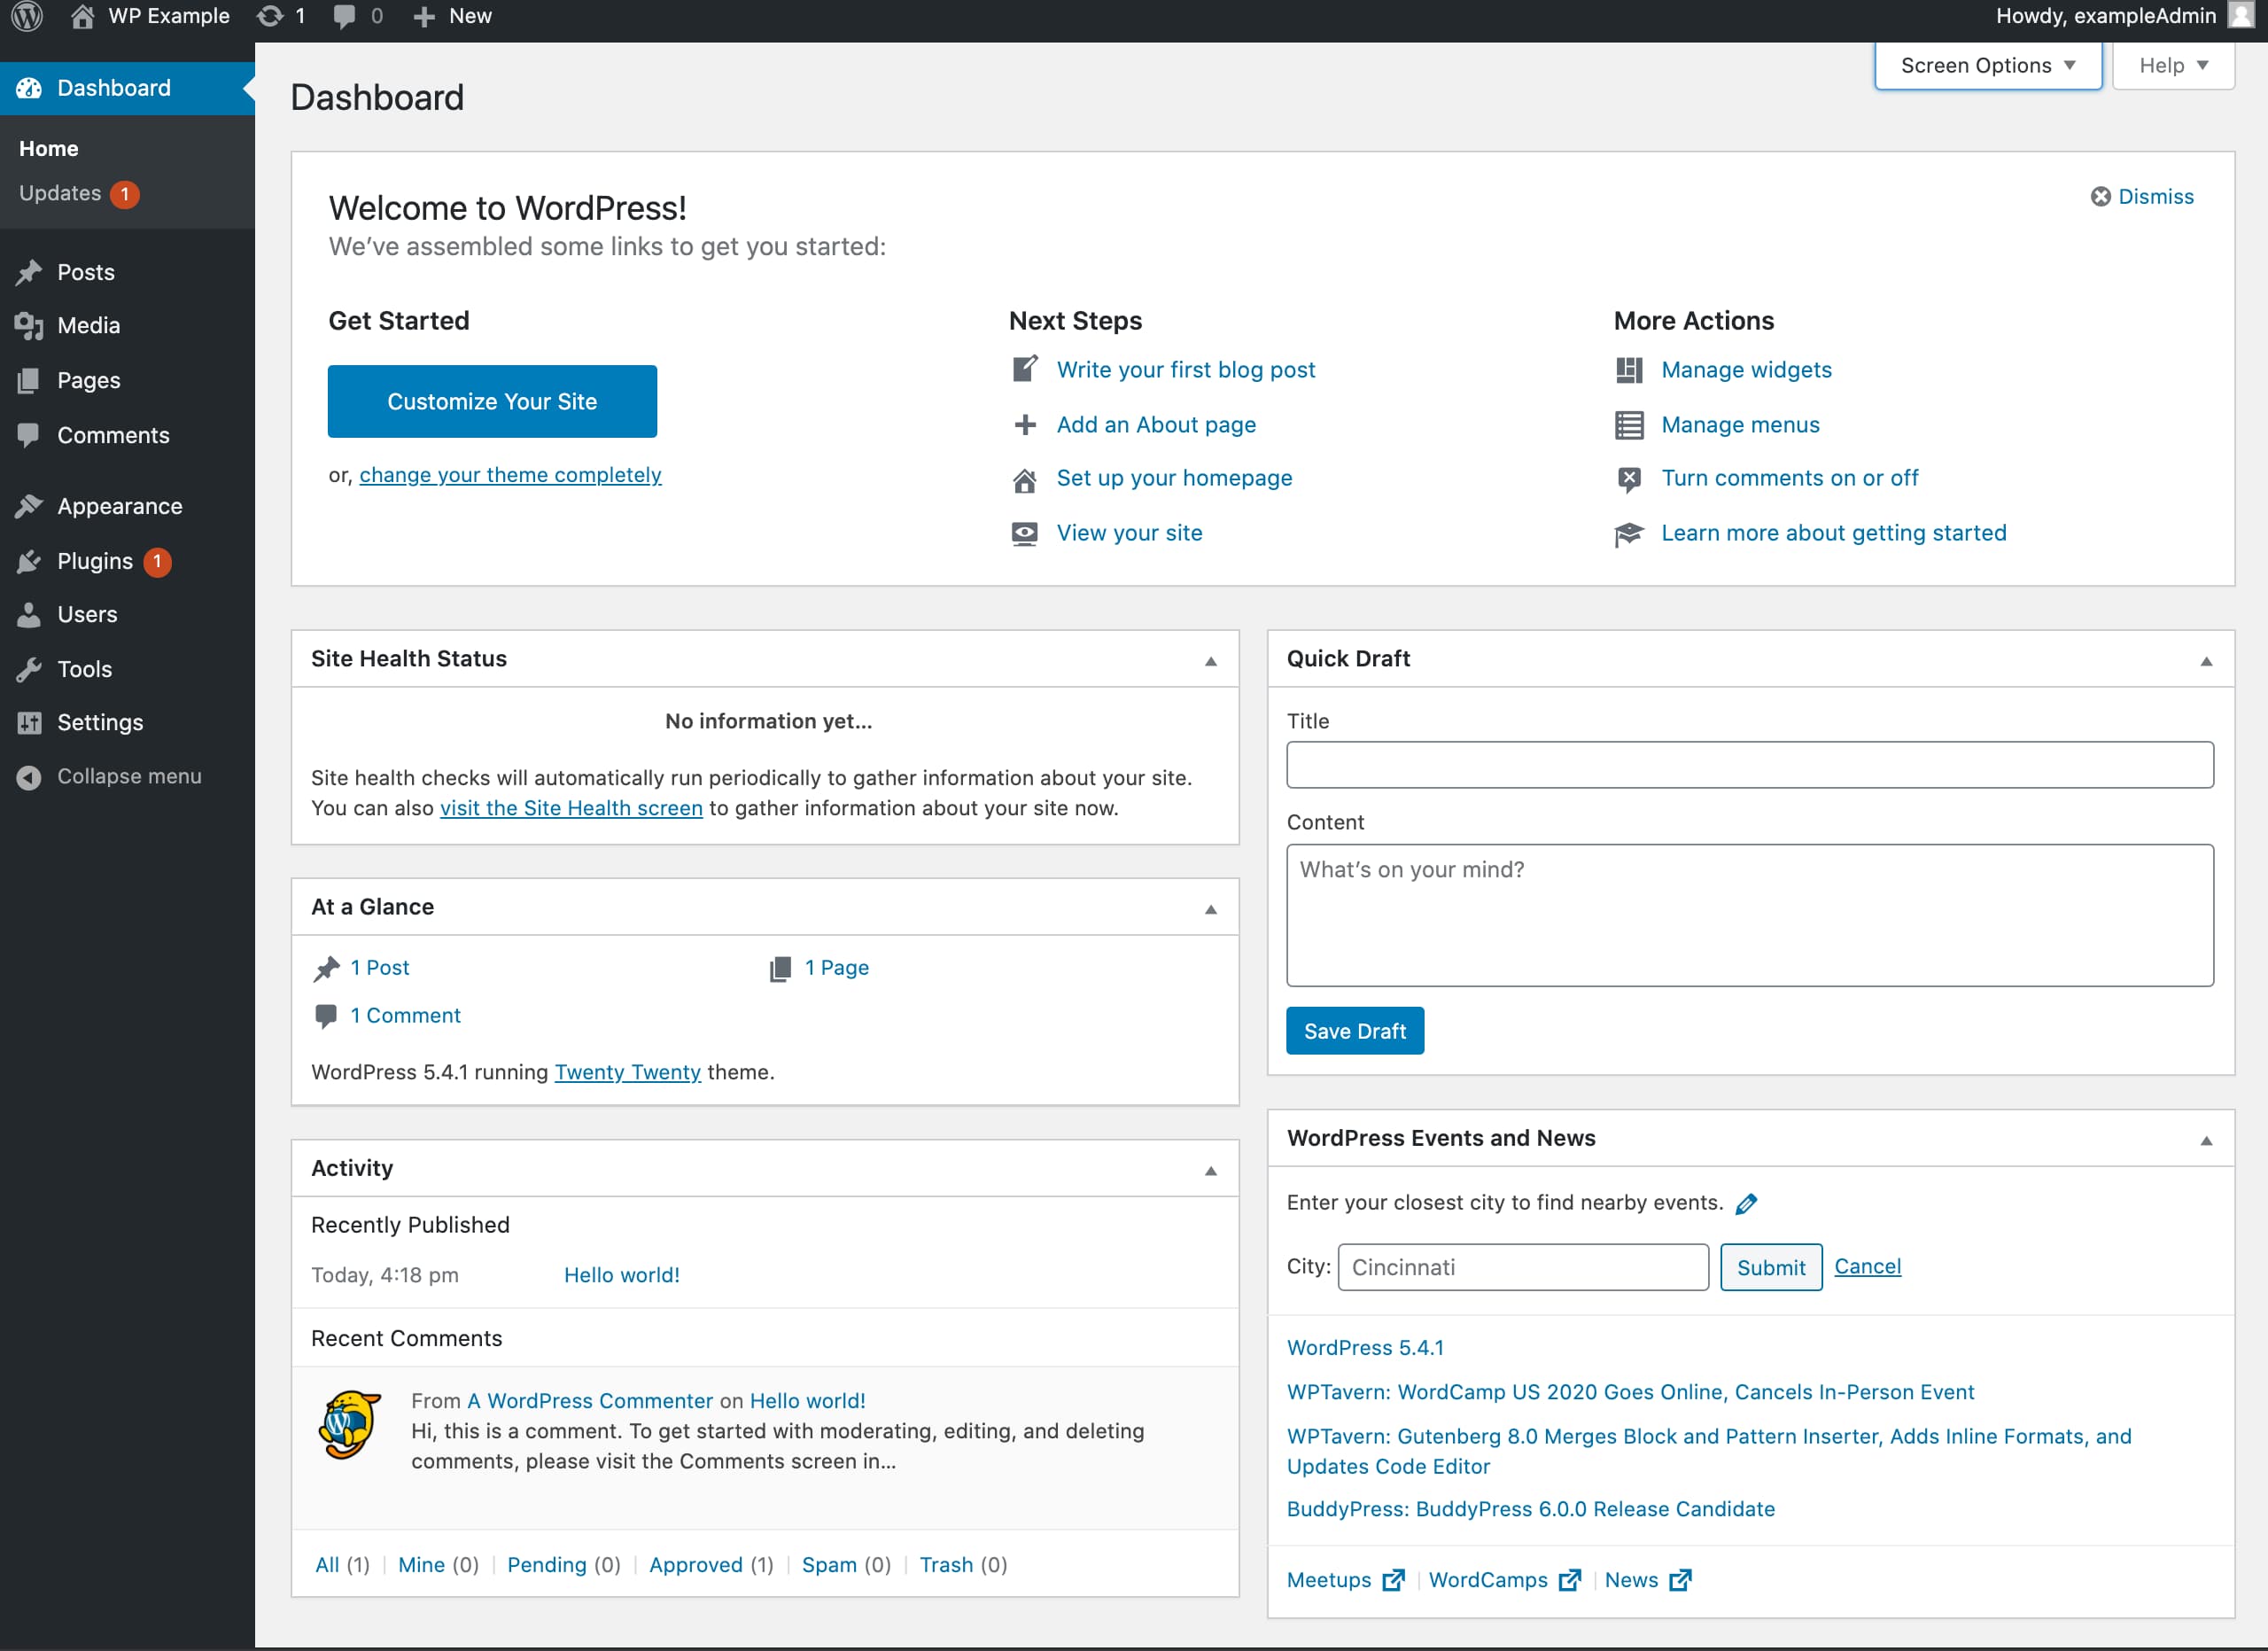 WP Example 1 0 New Howdy, exampleAdmin
Dashboard
Home
Updates 1
Posts
Media
Pages
Comments
Appearance
Plugins 1
Users
Tools
Settings
Collapse menu
Screen Options Help
Dashboard
Welcome to WordPress! Dismiss
We’ve assembled some links to get you started:
Get Started
Customize Your Site
or, change your theme completely
Next Steps
Write your first blog post
Add an About page
Set up your homepage
View your site
More Actions
Manage widgets
Manage menus
Turn comments on or off
Learn more about getting started
Site Health Status
No information yet…
Site health checks will automatically run periodically to gather information about your site.
You can also visit the Site Health screen to gather information about your site now.
At a Glance
1 Post 1 Page
1 Comment
WordPress 5.4.1 running Twenty Twenty theme.
Activity
Recently Published
Today, 4:18 pm Hello world!
Recent Comments
From A WordPress Commenter on Hello world!
Hi, this is a comment. To get started with moderating, editing, and deleting
comments, please visit the Comments screen in…
All (1) | Mine (0) | Pending (0) | Approved (1) | Spam (0) | Trash (0)
Quick Draft
Title
Content
What’s on your mind?
Save Draft
WordPress Events and News
Enter your closest city to find nearby events.
City: Cincinnati Submit Cancel
WordPress 5.4.1
WPTavern: WordCamp US 2020 Goes Online, Cancels In-Person Event
WPTavern: Gutenberg 8.0 Merges Block and Pattern Inserter, Adds Inline Formats, and
Updates Code Editor
BuddyPress: BuddyPress 6.0.0 Release Candidate
Meetups | WordCamps | News